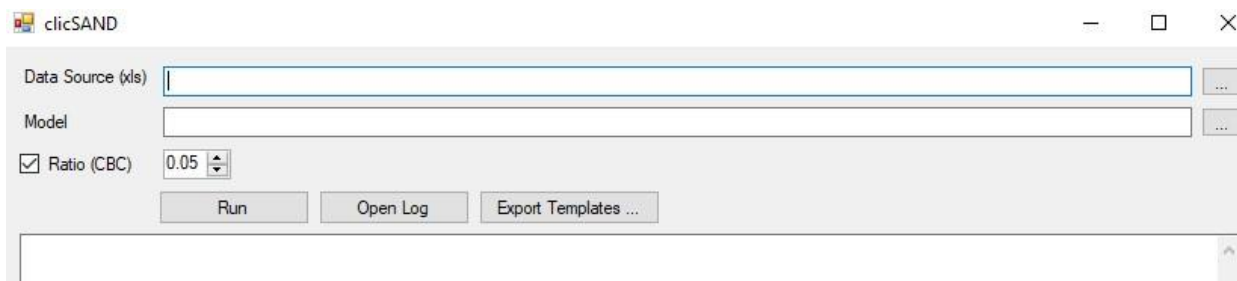 clicSAND
Data Source (xls)
...
Model
...
Ratio (CBC) 0.05
Run Open Log Export Templates ...